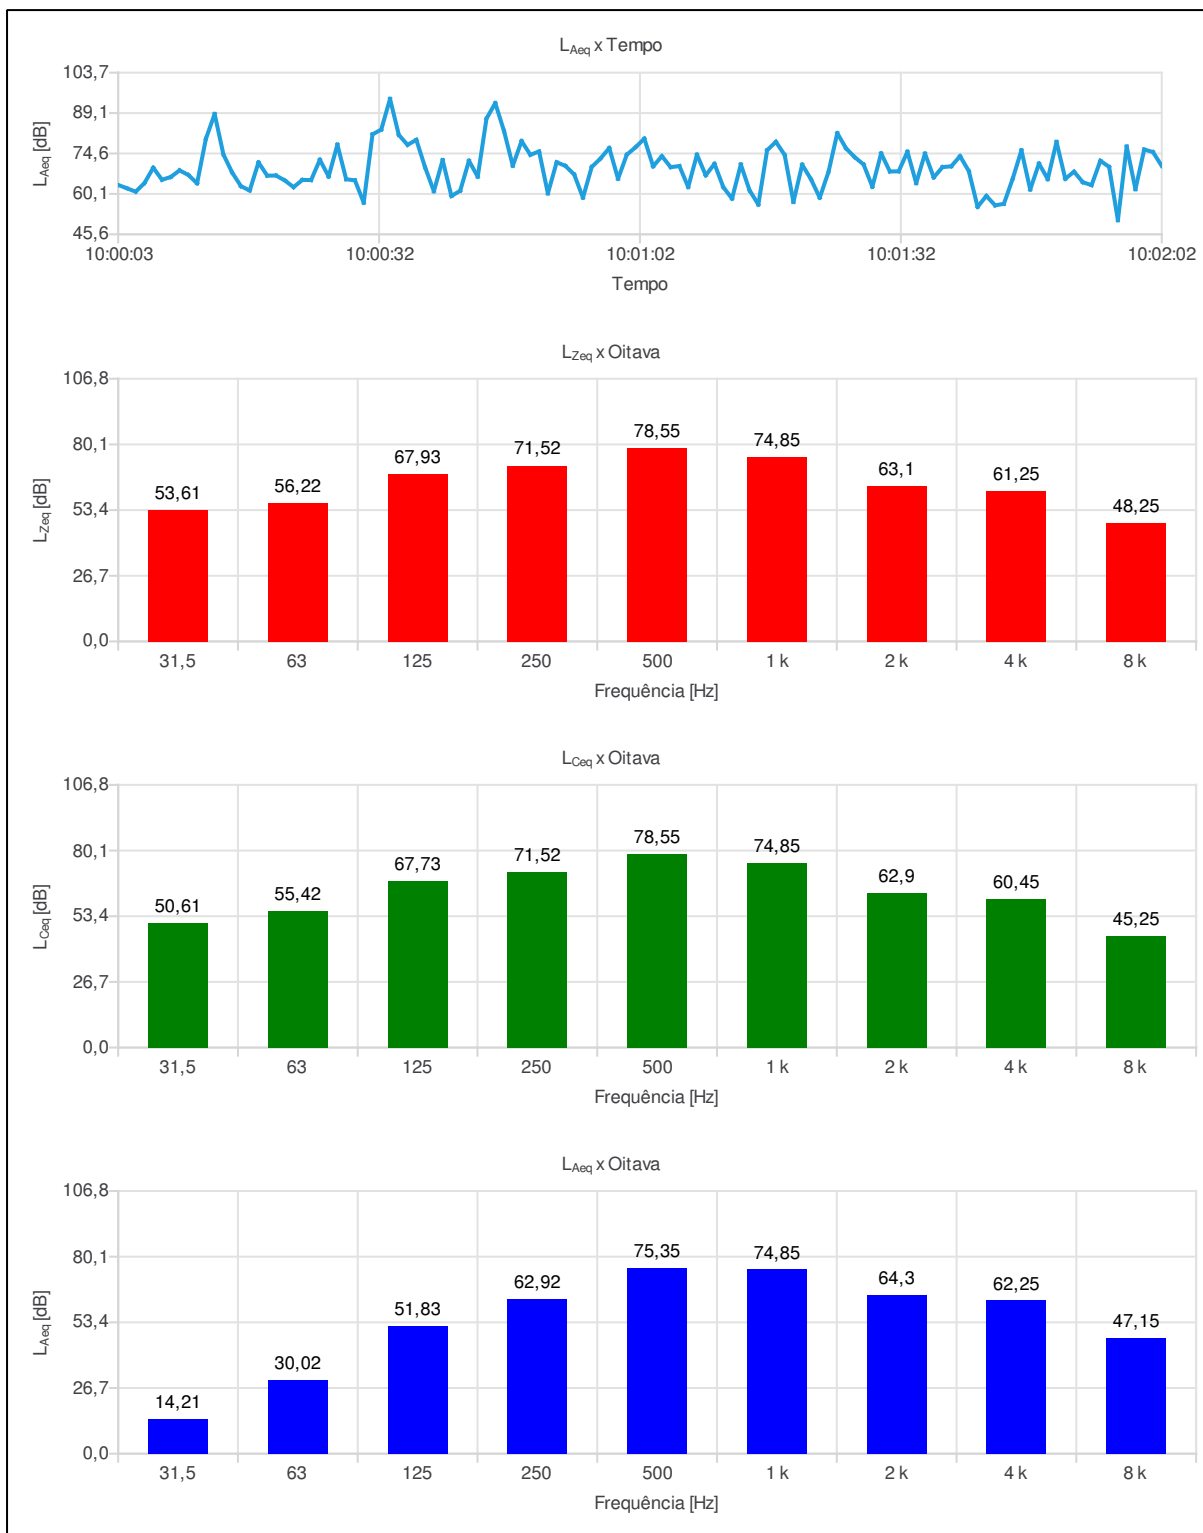 LAeq x Tempo
103,7
89,1
74,6
60,1
45,6
LAeq [dB]
10:00:03 10:00:32 10:01:02 10:01:32 10:02:02
Tempo
LZeq x Oitava
106,8
80,1
53,4
26,7
0,0
LZeq [dB]
53,61 56,22 67,93 71,52 78,55 74,85 63,1 61,25 48,25
31,5 63 125 250 500 1 k 2 k 4 k 8 k
Frequência [Hz]
LCeq x Oitava
106,8
80,1
53,4
26,7
0,0
LCeq [dB]
50,61 55,42 67,73 71,52 78,55 74,85 62,9 60,45 45,25
31,5 63 125 250 500 1 k 2 k 4 k 8 k
Frequência [Hz]
LAeq x Oitava
106,8
80,1
53,4
26,7
0,0
LAeq [dB]
14,21 30,02 51,83 62,92 75,35 74,85 64,3 62,25 47,15
31,5 63 125 250 500 1 k 2 k 4 k 8 k
Frequência [Hz]